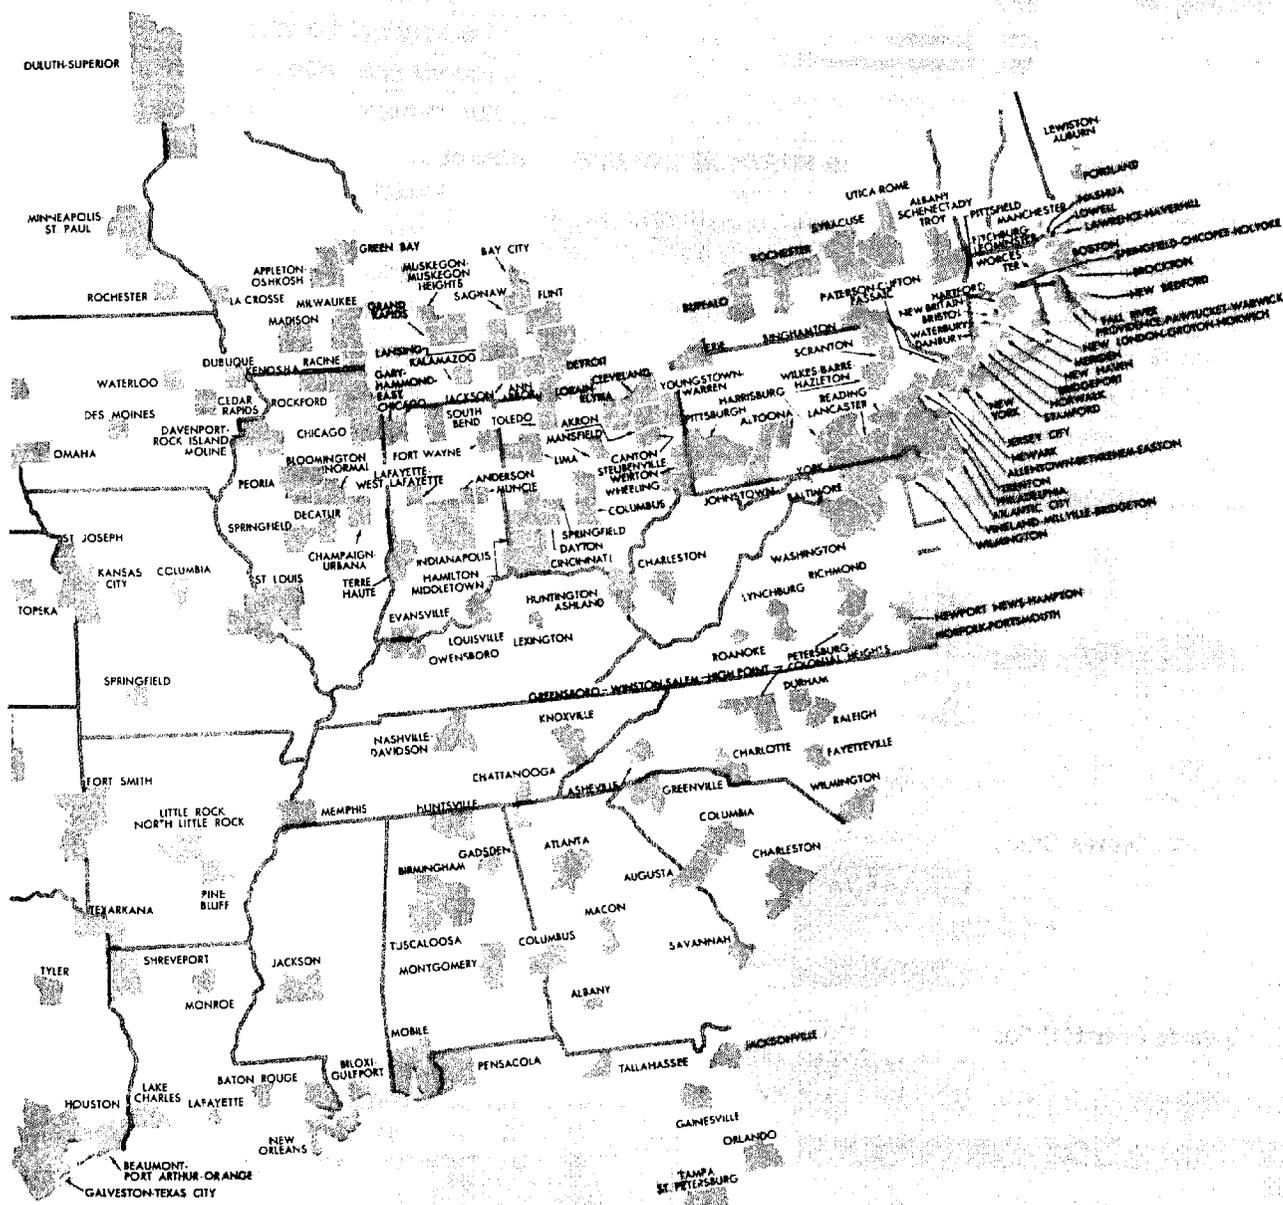 DULUTH-SUPERIOR
LEWISTON-
AUBURN
PORTLAND
UTICA ROME
ALBANY
SCHENECTADY
TROY
PITTSFIELD
MANCHESTER
NASHUA
LOWELL
LAWRENCE-HAVERHILL
MINNEAPOLIS-
ST. PAUL
SYRACUSE
FITCHBURG
LEOMINSTER
WORCES
TER
BOSTON
SPRINGFIELD-CHICOPEE-HOLYOKE
ROCHESTER
GREEN BAY
BAY CITY
MUSKEGON-
MUSKEGON
HEIGHTS
APPLETON-
OSHKOSH
BROCKTON
NEW BEDFORD
BUFFALO
PATERSON-CLIFTON
PASSAIC
HARTFORD
NEW BRITAIN
BRISTOL
WATERBURY
DANBURY
FALL RIVER
PROVIDENCE-PAWTUCKET-WARWICK
NEW LONDON-GROTON-NORWICH
MERIDEN
NEW HAVEN
BRIDGEPORT
NORWALK
STAMFORD
ROCHESTER
LA CROSSE
MILWAUKEE
MADISON
GRAND
RAPIDS
SAGINAW
FLINT
LANSING
KALAMAZOO
DETROIT
ERIE
BINGHAMTON
SCRANTON
DUBUQUE
KENOSHA
RACINE
GARY-
HAMMOND-
EAST
CHICAGO
JACKSON
ANN
ARBOR
LORAIN-
ELYRIA
CLEVELAND
YOUNGSTOWN-
WARREN
WILKES-BARRE
HAZLETON
WATERLOO
CEDAR
RAPIDS
ROCKFORD
CHICAGO
SOUTH
BEND
TOLEDO
AKRON
MANSFIELD
PITTSBURGH
HARRISBURG
ALTOONA
READING
LANCASTER
NEW
YORK
DES MOINES
DAVENPORT-
ROCK ISLAND
MOLINE
OMAHA
BLOOMINGTON
NORMAL
FORT WAYNE
LIMA
CANTON
STEUBENVILLE
WEIRTON
WHEELING
JERSEY CITY
NEWARK
ALLENTOWN-BETHLEHEM-EASTON
TRENTON
PHILADELPHIA
ATLANTIC CITY
VINELAND-MILLVILLE-BRIDGETON
WILMINGTON
PEORIA
LAFAYETTE-
WEST LAFAYETTE
ANDERSON
MUNCIE
YORK
JOHNSTOWN
BALTIMORE
SPRINGFIELD
DECATUR
COLUMBUS
CHAMPAIGN-
URBANA
SPRINGFIELD
DAYTON
CINCINNATI
ST JOSEPH
KANSAS
CITY
COLUMBIA
ST LOUIS
TERRE
HAUTE
INDIANAPOLIS
HAMILTON
MIDDLETOWN
CHARLESTON
WASHINGTON
TOPEKA
HUNTINGTON
ASHLAND
LYNCHBURG
RICHMOND
EVANSVILLE
LOUISVILLE
LEXINGTON
OWENSBORO
NEWPORT NEWS-HAMPTON
NORFOLK-PORTSMOUTH
ROANOKE
PETERSBURG
COLONIAL HEIGHTS
SPRINGFIELD
GREENSBORO - WINSTON-SALEM - HIGH POINT
DURHAM
RALEIGH
NASHVILLE-
DAVIDSON
KNOXVILLE
CHARLOTTE
FAYETTEVILLE
CHATTANOOGA
FORT SMITH
ASHEVILLE
GREENVILLE
WILMINGTON
LITTLE ROCK
NORTH LITTLE ROCK
MEMPHIS
HUNTSVILLE
COLUMBIA
GADSDEN
ATLANTA
CHARLESTON
BIRMINGHAM
AUGUSTA
PINE
BLUFF
TEXARKANA
MACON
TUSCALOOSA
COLUMBUS
SAVANNAH
TYLER
SHREVEPORT
JACKSON
MONTGOMERY
MONROE
ALBANY
MOBILE
JACKSONVILLE
BILOXI
GULFPORT
PENSACOLA
TALLAHASSEE
BATON ROUGE
LAKE
CHARLES
LAFAYETTE
HOUSTON
GAINESVILLE
NEW
ORLEANS
ORLANDO
BEAUMONT-
PORT ARTHUR-ORANGE
GALVESTON-TEXAS CITY
TAMPA
ST. PETERSBURG